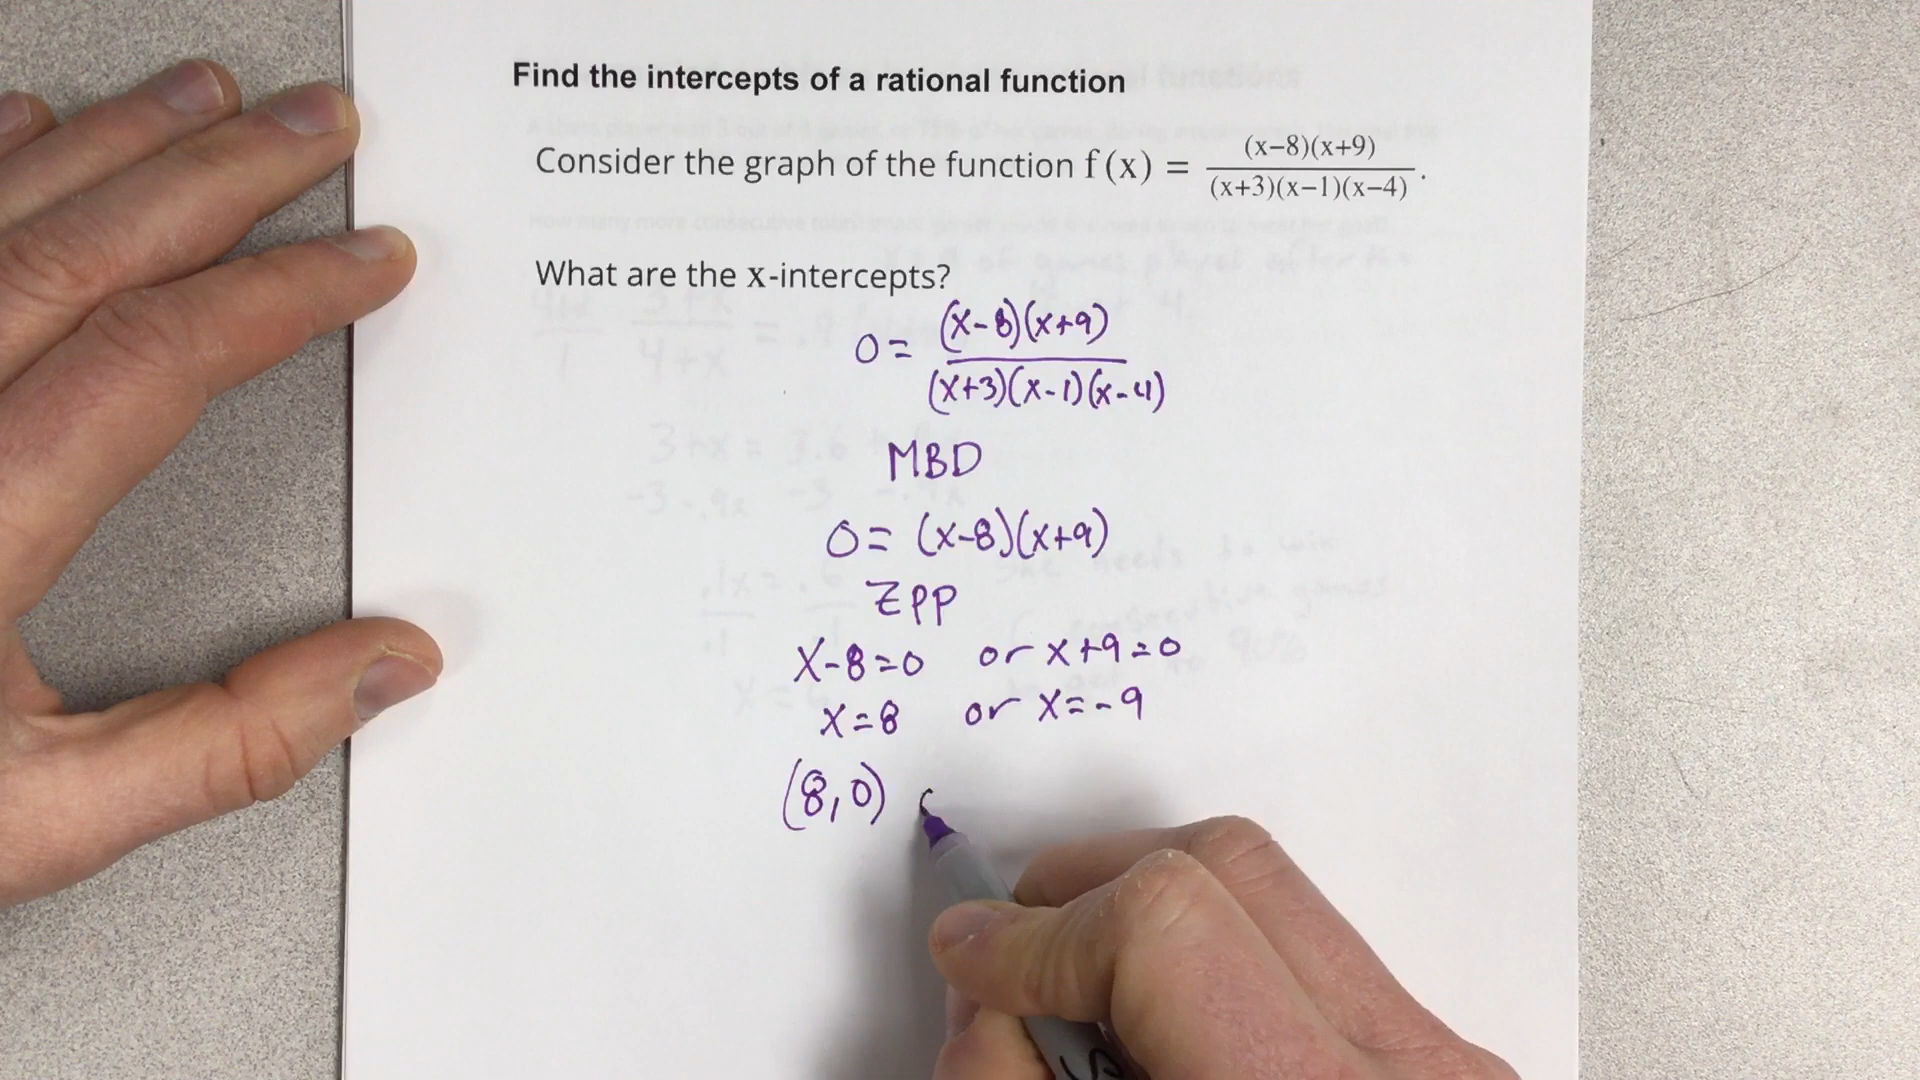 Find the intercepts of a rational function
Consider the graph of the function f(x) = (x−8)(x+9) / (x+3)(x−1)(x−4).
What are the x-intercepts?
0 = (x-8)(x+9) / (x+3)(x-1)(x-4)
MBD
0 = (x-8)(x+9)
ZPP
x-8=0 or x+9=0
x=8 or x=-9
(8,0)